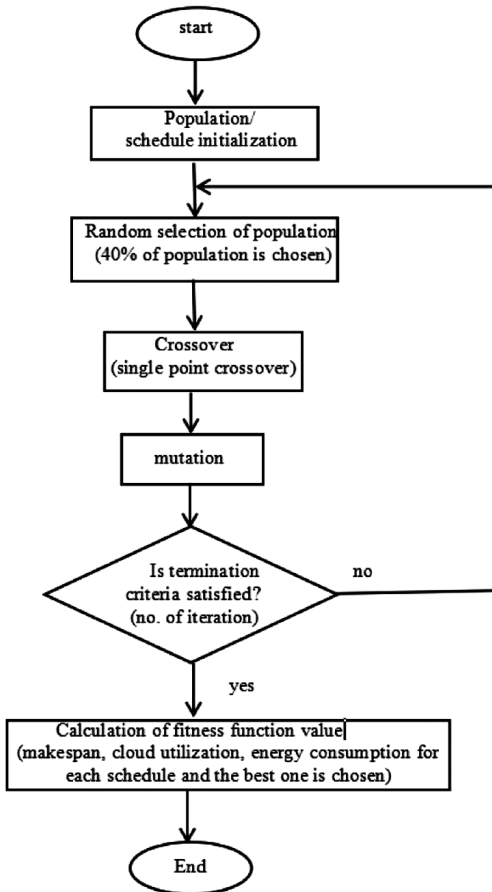 start
Population/
schedule initialization
Random selection of population
(40% of population is chosen)
Crossover
(single point crossover)
mutation
Is termination
criteria satisfied?
(no. of iteration)
no
yes
Calculation of fitness function value
(makespan, cloud utilization, energy consumption for
each schedule and the best one is chosen)
End